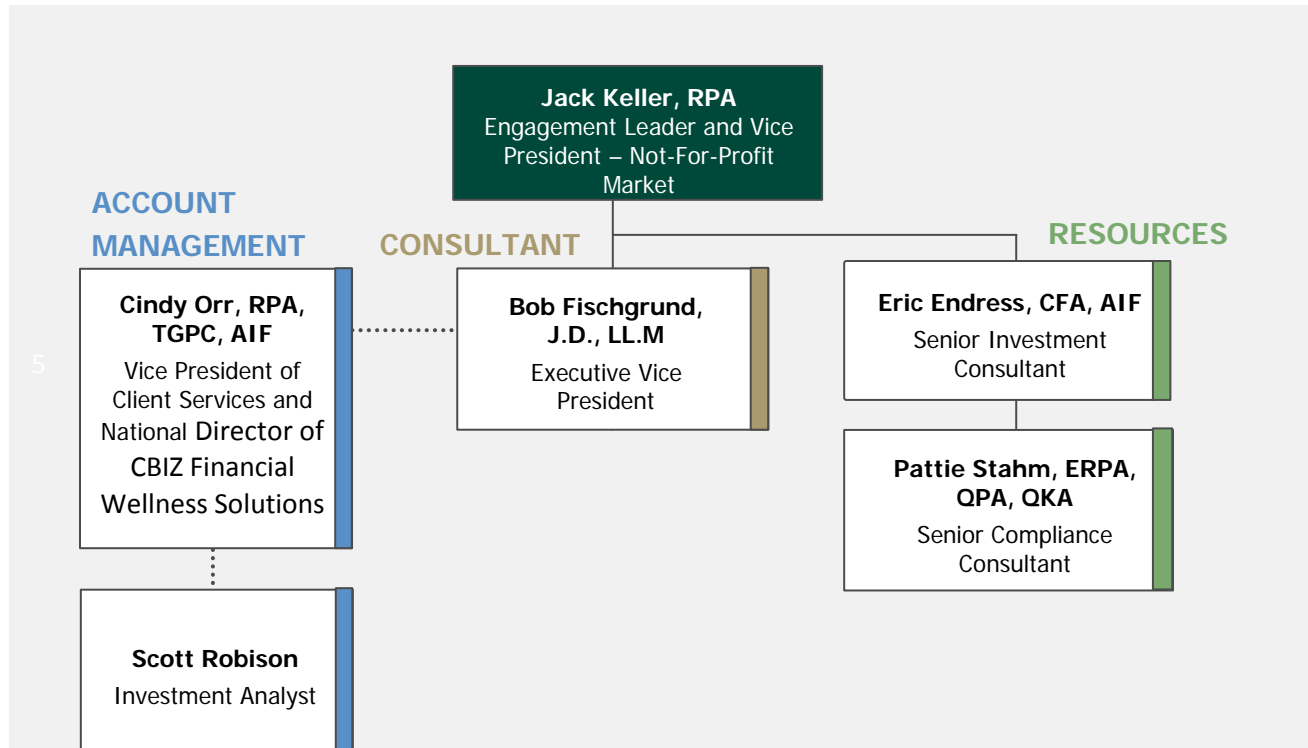 Jack Keller, RPA
Engagement Leader and Vice
President – Not-For-Profit
Market
ACCOUNT
MANAGEMENT
CONSULTANT
RESOURCES
Cindy Orr, RPA,
TGPC, AIF
Vice President of
Client Services and
National Director of
CBIZ Financial
Wellness Solutions
Bob Fischgrund,
J.D., LL.M
Executive Vice
President
Eric Endress, CFA, AIF
Senior Investment
Consultant
5
Pattie Stahm, ERPA,
QPA, QKA
Senior Compliance
Consultant
Scott Robison
Investment Analyst